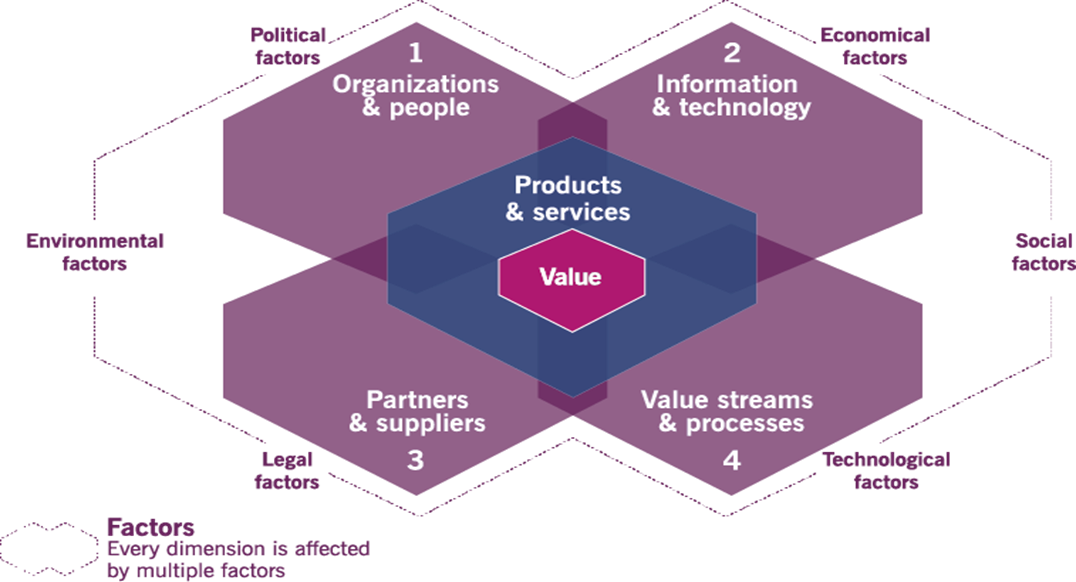 Political
factors
1
Organizations
& people
2
Information
& technology
Economical
factors
Products
& services
Environmental
factors
Value
Social
factors
Partners
& suppliers
3
Value streams
& processes
4
Legal
factors
Technological
factors
Factors
Every dimension is affected
by multiple factors